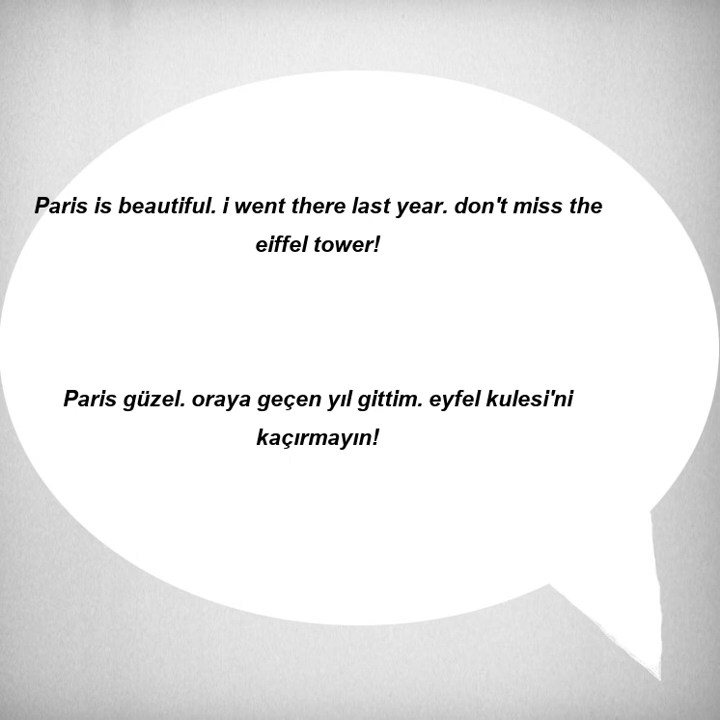 Paris is beautiful. i went there last year. don't miss the
eiffel tower!
Paris güzel. oraya geçen yıl gittim. eyfel kulesi'ni
kaçırmayın!